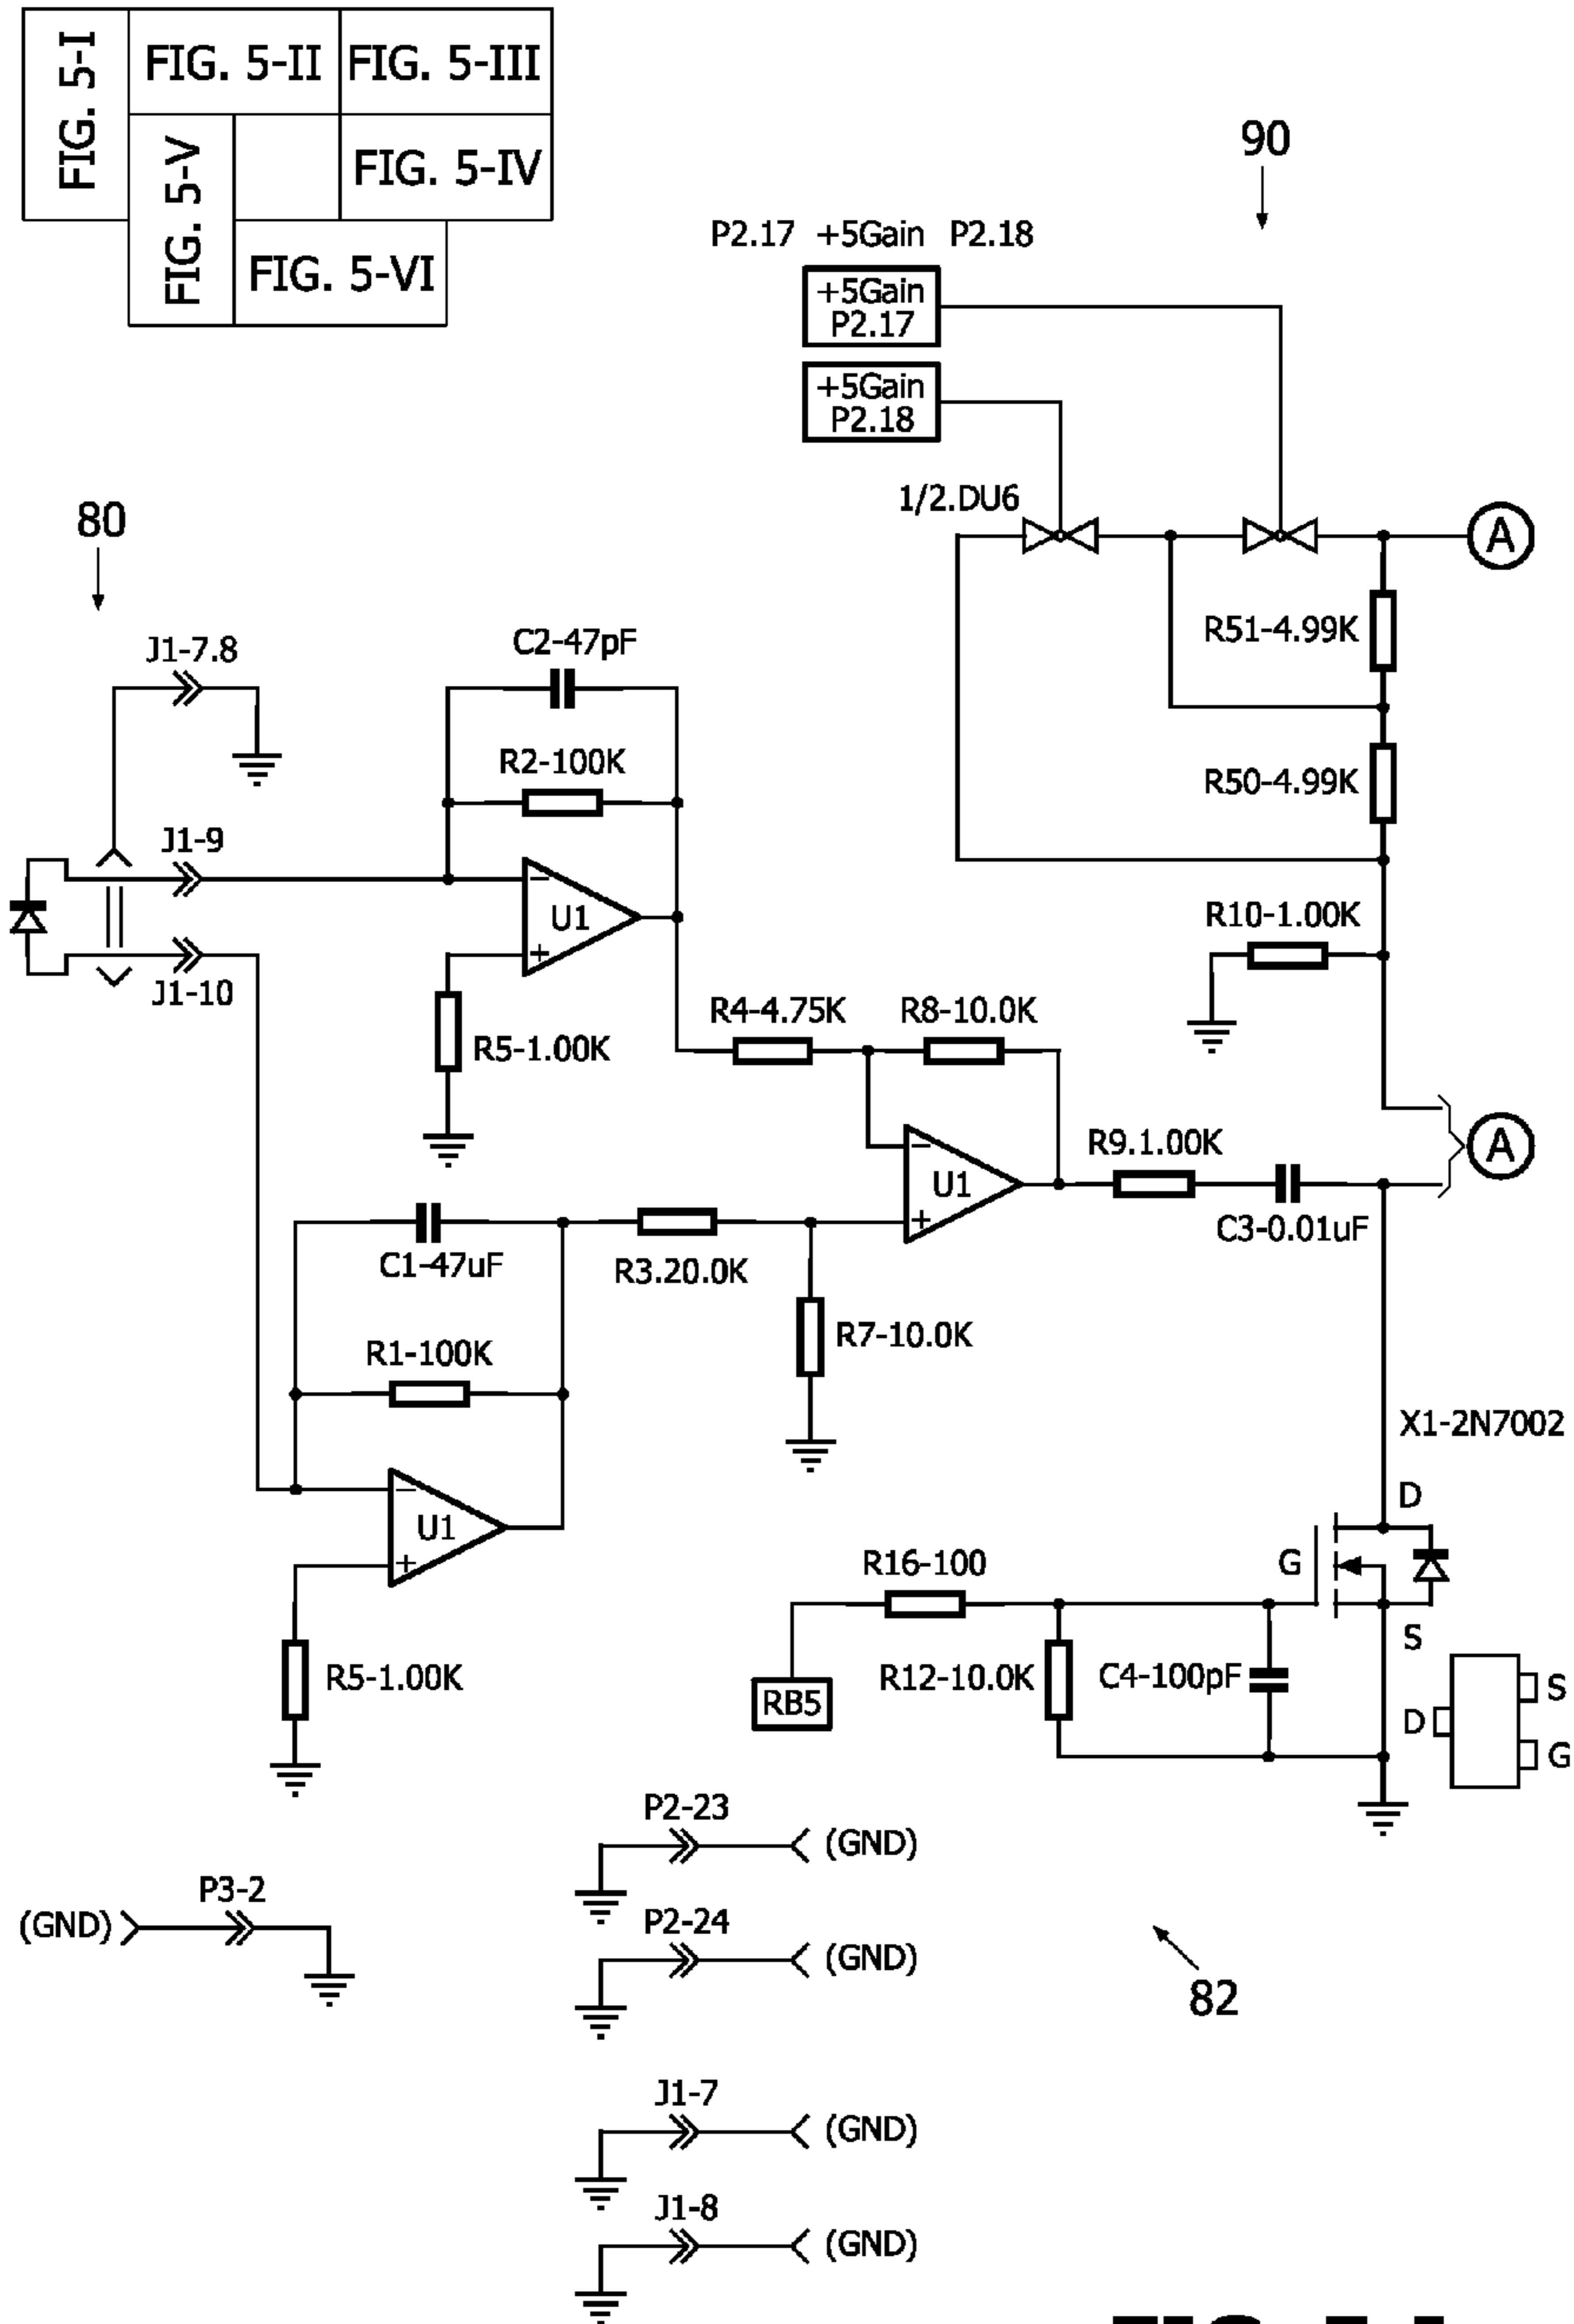 FIG. 5-I
FIG. 5-II
FIG. 5-III
FIG. 5-V
FIG. 5-IV
FIG. 5-VI
90
P2.17 +5Gain P2.18
+5Gain
P2.17
+5Gain
P2.18
1/2.DU6
A
80
J1-7.8
C2-47pF
R51-4.99K
R2-100K
R50-4.99K
J1-9
U1
R10-1.00K
J1-10
R5-1.00K
R4-4.75K
R8-10.0K
R9.1.00K
A
U1
C3-0.01uF
C1-47uF
R3.20.0K
R7-10.0K
R1-100K
X1-2N7002
D
U1
R16-100
G
S
R5-1.00K
RB5
R12-10.0K
C4-100pF
S
D
G
P2-23
(GND)
P3-2
(GND)
P2-24
(GND)
82
J1-7
(GND)
J1-8
(GND)